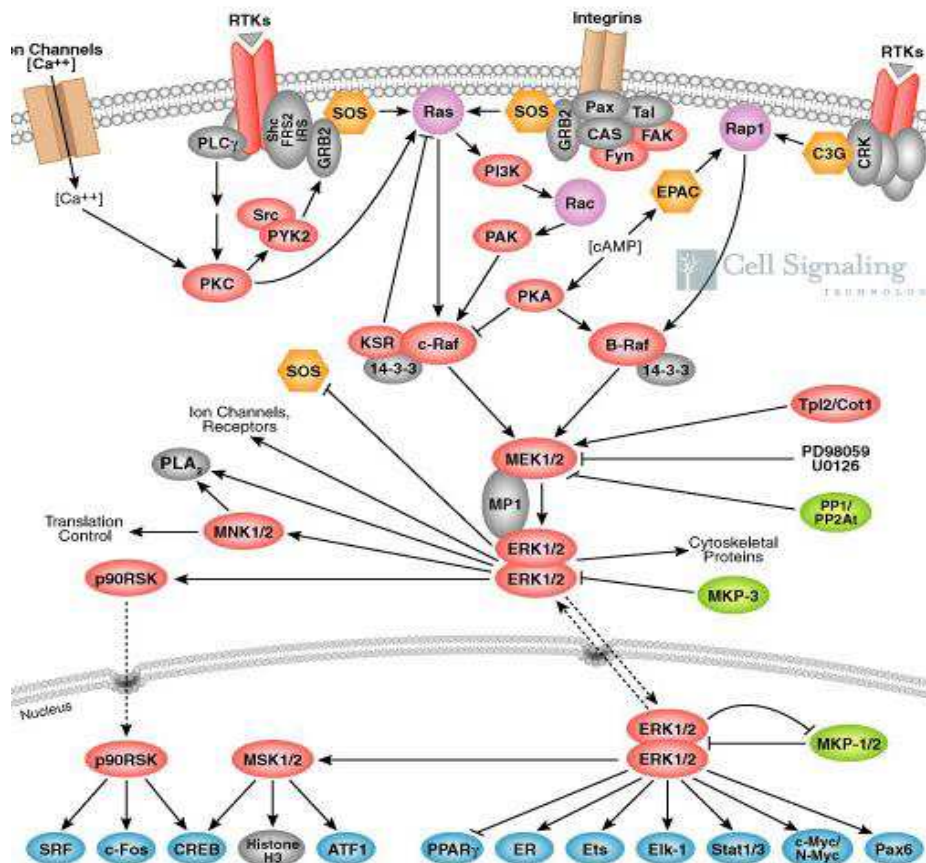 RTKs
Integrins
on Channels
[Ca++]
RTKs
SOS
Ras
SOS
Pax
Tal
Rap1
Shc
FRS2
IRS
GRB2
GRB2
CAS
FAK
C3G
CRK
PLCγ
Fyn
PI3K
EPAC
[Ca++]
Src
Rac
PYK2
PAK
[cAMP]
Cell Signaling
TECHNOLO
PKC
PKA
KSR
c-Raf
B-Raf
14-3-3
14-3-3
SOS
Tpl2/Cot1
Ion Channels,
Receptors
MEK1/2
PD98059
U0126
PLA2
MP1
PP1/
PP2At
Translation
Control
MNK1/2
ERK1/2
Cytoskeletal
Proteins
p90RSK
ERK1/2
MKP-3
Nucleus
ERK1/2
MKP-1/2
p90RSK
MSK1/2
ERK1/2
SRF
c-Fos
CREB
Histone
H3
ATF1
PPARγ
ER
Ets
Elk-1
Stat1/3
c-Myc/
N-Myc
Pax6